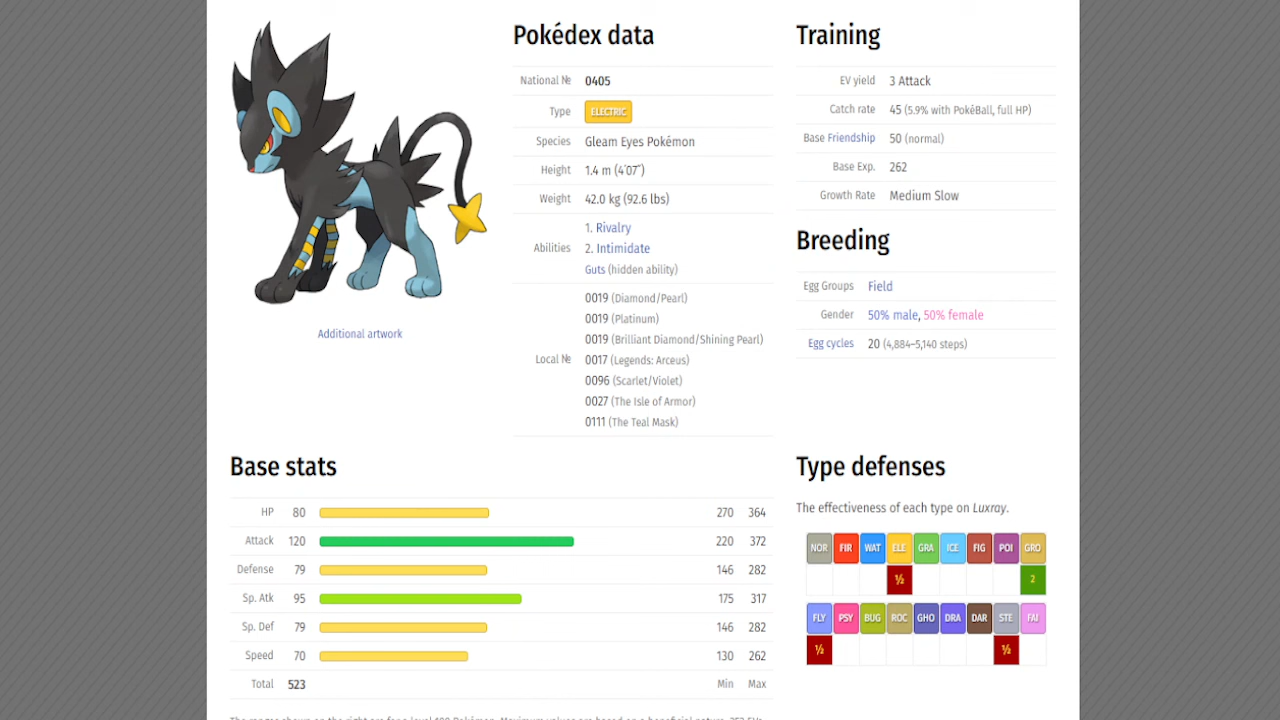 Pokédex data
National № 0405
Type ELECTRIC
Species Gleam Eyes Pokémon
Height 1.4 m (4′07″)
Weight 42.0 kg (92.6 lbs)
Abilities
1. Rivalry
2. Intimidate
Guts (hidden ability)
Local №
0019 (Diamond/Pearl)
0019 (Platinum)
0019 (Brilliant Diamond/Shining Pearl)
0017 (Legends: Arceus)
0096 (Scarlet/Violet)
0027 (The Isle of Armor)
0111 (The Teal Mask)
Additional artwork
Training
EV yield 3 Attack
Catch rate 45 (5.9% with PokéBall, full HP)
Base Friendship 50 (normal)
Base Exp. 262
Growth Rate Medium Slow
Breeding
Egg Groups Field
Gender 50% male, 50% female
Egg cycles 20 (4,884–5,140 steps)
Base stats
HP 80 270 364
Attack 120 220 372
Defense 79 146 282
Sp. Atk 95 175 317
Sp. Def 79 146 282
Speed 70 130 262
Total 523 Min Max
Type defenses
The effectiveness of each type on Luxray.
NOR FIR WAT ELE GRA ICE FIG POI GRO
½ 2
FLY PSY BUG ROC GHO DRA DAR STE FAI
½ ½